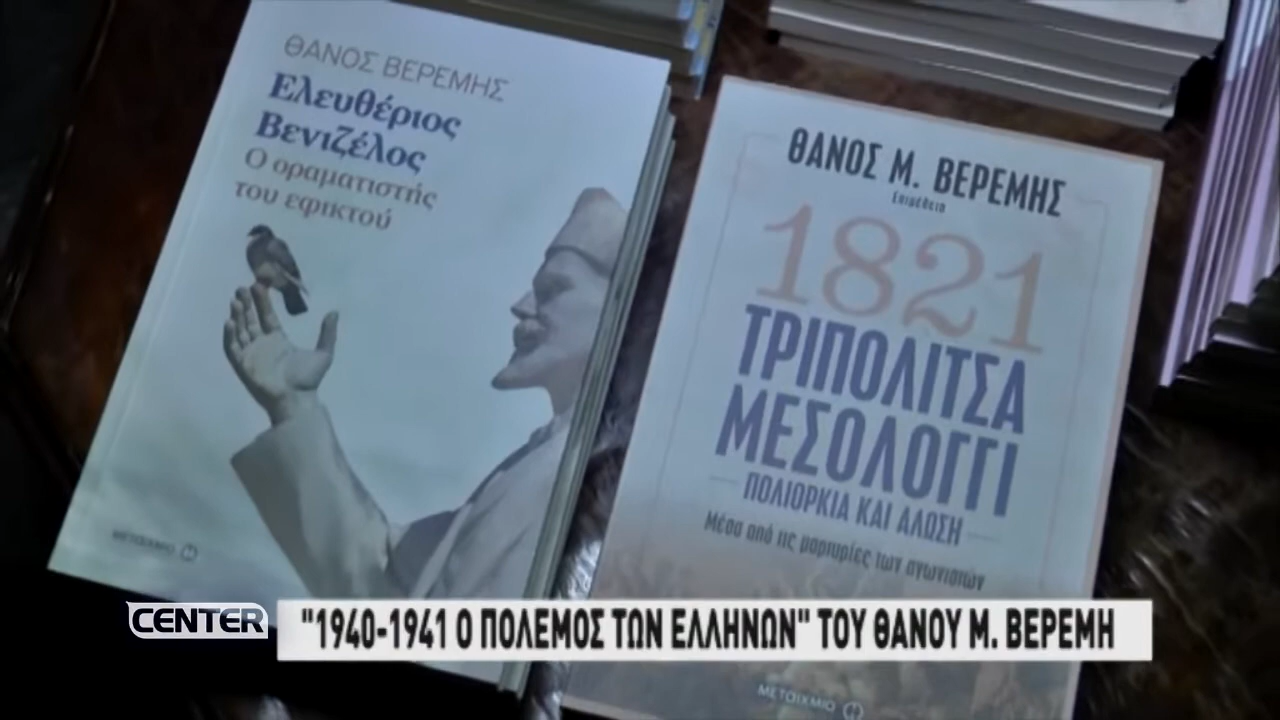 ΘΑΝΟΣ ΒΕΡΕΜΗΣ
Ελευθέριος
Βενιζέλος
Ο οραματιστής
του εφικτού
ΜΕΤΑΙΧΜΙΟ
ΘΑΝΟΣ Μ. ΒΕΡΕΜΗΣ
Επιμέλεια
1821
ΤΡΙΠΟΛΙΤΣΑ
ΜΕΣΟΛΟΓΓΙ
ΠΟΛΙΟΡΚΙΑ ΚΑΙ ΑΛΩΣΗ
Μέσα από τις μαρτυρίες των αγωνιστών
ΜΕΤΑΙΧΜΙΟ
CENTER
"1940-1941 Ο ΠΟΛΕΜΟΣ ΤΩΝ ΕΛΛΗΝΩΝ" ΤΟΥ ΘΑΝΟΥ Μ. ΒΕΡΕΜΗ